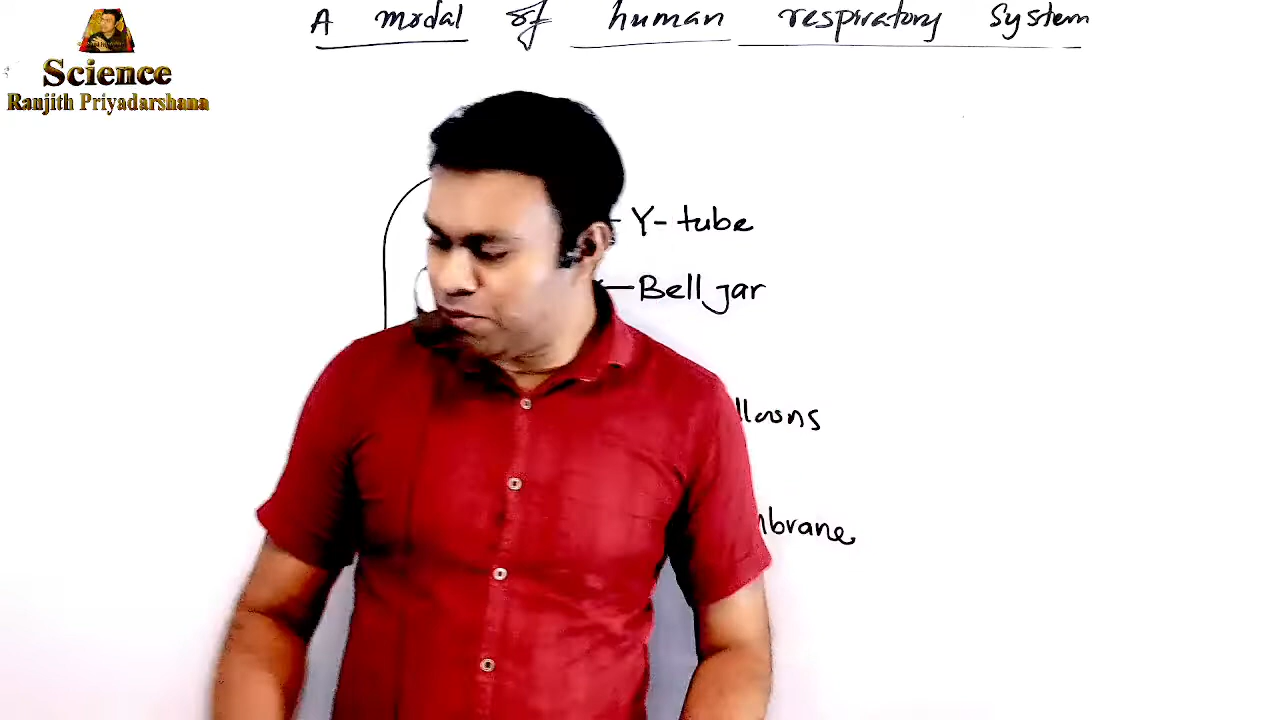 A modal of human respiratory system
Science
Ranjith Priyadarshana
Y-tube
Bell jar
lloons
mbrane